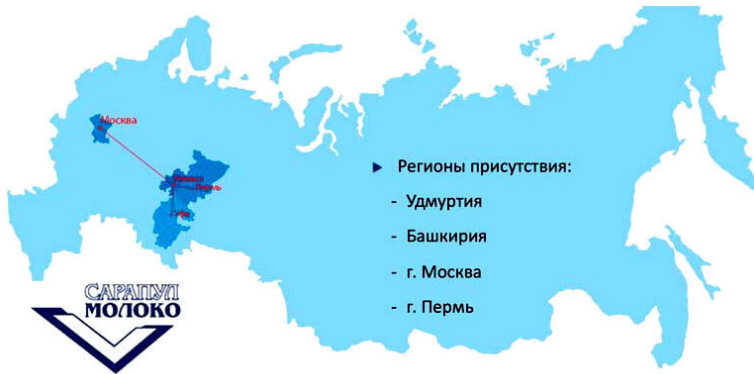 Москва
Пермь
Уфа
Регионы присутствия:
- Удмуртия
- Башкирия
- г. Москва
- г. Пермь
САРАПУЛ
МОЛОКО